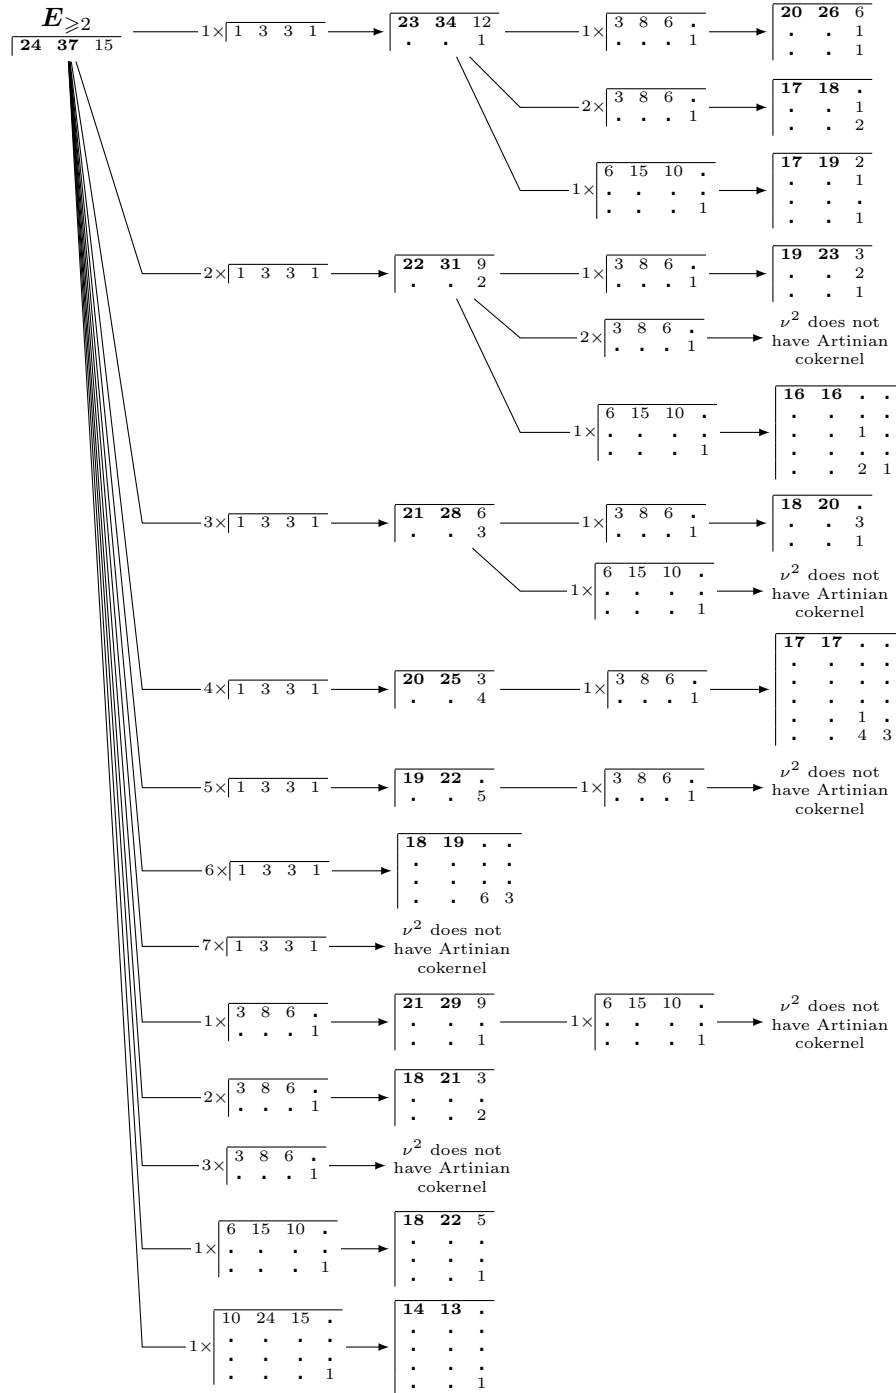 E⩾2
24 37 15
1× 1 3 3 1
23 34 12
. . 1
1× 3 8 6 .
. . . 1
20 26 6
. . 1
. . 1
2× 3 8 6 .
. . . 1
17 18 .
. . 1
. . 2
1× 6 15 10 .
. . . .
. . . 1
17 19 2
. . 1
. . .
. . 1
2× 1 3 3 1
22 31 9
. . 2
1× 3 8 6 .
. . . 1
19 23 3
. . 2
. . 1
2× 3 8 6 .
. . . 1
ν² does not
have Artinian
cokernel
1× 6 15 10 .
. . . .
. . . 1
16 16 . .
. . . .
. . 1 .
. . . .
. . 2 1
3× 1 3 3 1
21 28 6
. . 3
1× 3 8 6 .
. . . 1
18 20 .
. . 3
. . 1
1× 6 15 10 .
. . . .
. . . 1
ν² does not
have Artinian
cokernel
4× 1 3 3 1
20 25 3
. . 4
1× 3 8 6 .
. . . 1
17 17 . .
. . . .
. . . .
. . . .
. . 1 .
. . 4 3
5× 1 3 3 1
19 22 .
. . 5
1× 3 8 6 .
. . . 1
ν² does not
have Artinian
cokernel
6× 1 3 3 1
18 19 . .
. . . .
. . . .
. . 6 3
7× 1 3 3 1
ν² does not
have Artinian
cokernel
1× 3 8 6 .
. . . 1
21 29 9
. . .
. . 1
1× 6 15 10 .
. . . .
. . . 1
ν² does not
have Artinian
cokernel
2× 3 8 6 .
. . . 1
18 21 3
. . .
. . 2
3× 3 8 6 .
. . . 1
ν² does not
have Artinian
cokernel
1× 6 15 10 .
. . . .
. . . 1
18 22 5
. . .
. . .
. . 1
1× 10 24 15 .
. . . .
. . . .
. . . 1
14 13 .
. . .
. . .
. . .
. . 1